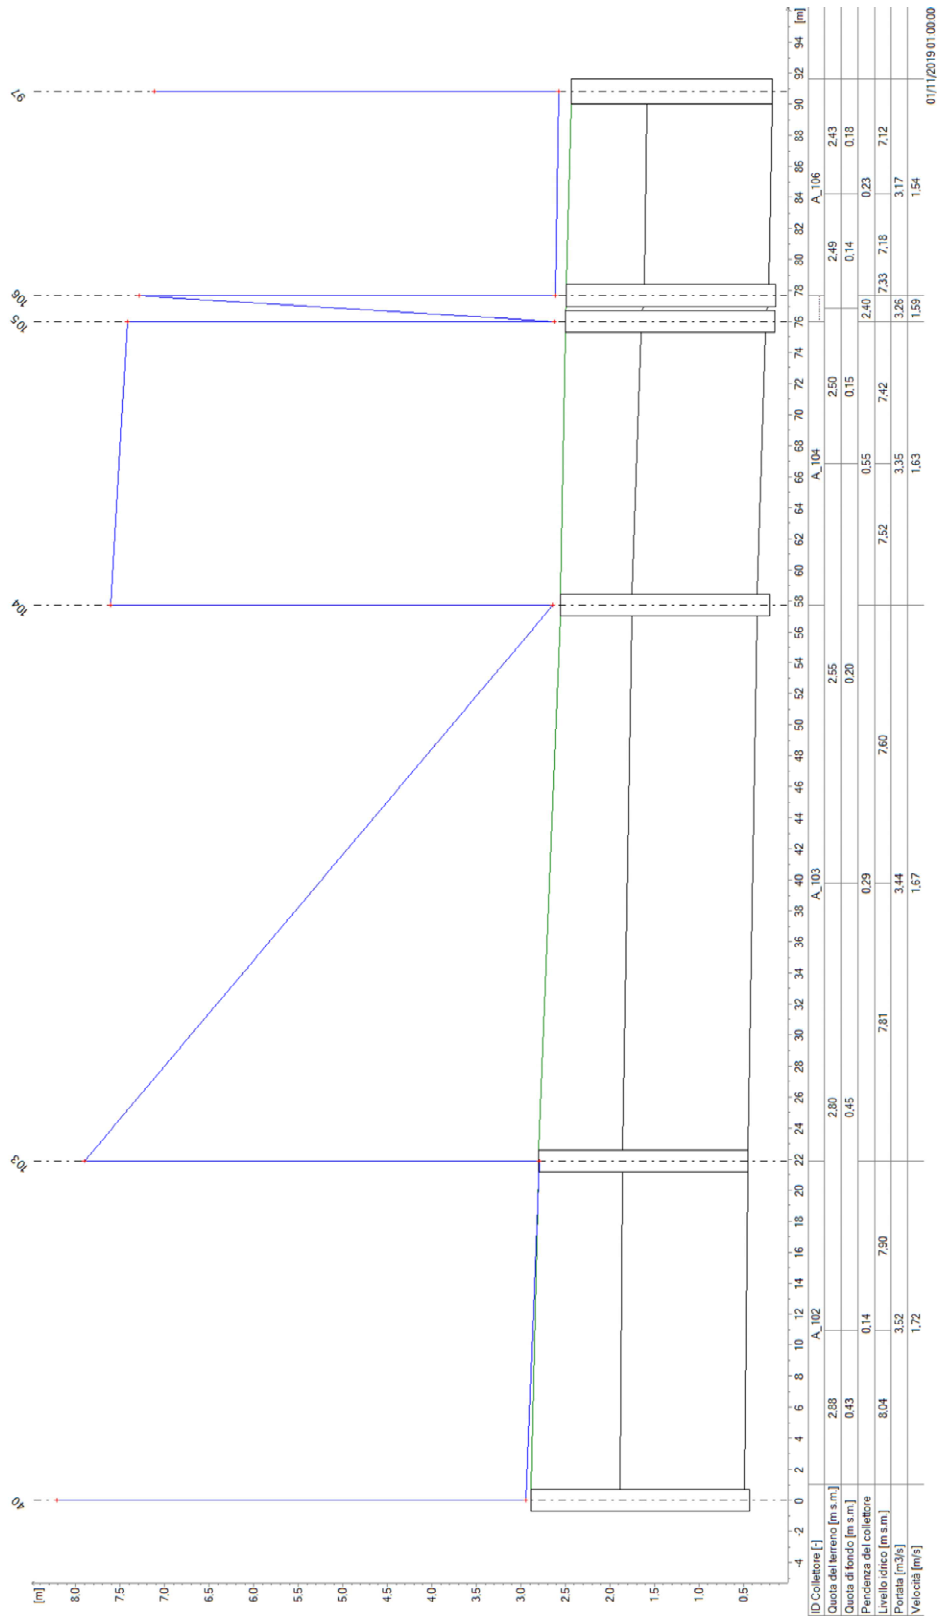 40 103 104 105 106 97
[m]
8.0
7.5
7.0
6.5
6.0
5.5
5.0
4.5
4.0
3.5
3.0
2.5
2.0
1.5
1.0
0.5
-4 -2 0 2 4 6 8 10 12 14 16 18 20 22 24 26 28 30 32 34 36 38 40 42 44 46 48 50 52 54 56 58 60 62 64 66 68 70 72 74 76 78 80 82 84 86 88 90 92 94 [m]
ID Collettore [-] A_102 A_103 A_104 A_106
Quota del terreno [m s.m.] 2.88 2.80 2.55 2.50 2.49 2.43
Quota di fondo [m s.m.] 0.43 0.45 0.20 0.15 0.14 0.18
Pendenza del collettore 0.14 0.29 0.55 2.40 0.23
Livello idrico [m s.m.] 8.04 7.90 7.81 7.60 7.52 7.42 7.33 7.18 7.12
Portata [m3/s] 3.52 3.44 3.35 3.26 3.17
Velocità [m/s] 1.72 1.67 1.63 1.59 1.54
01/11/2019 01:00:00